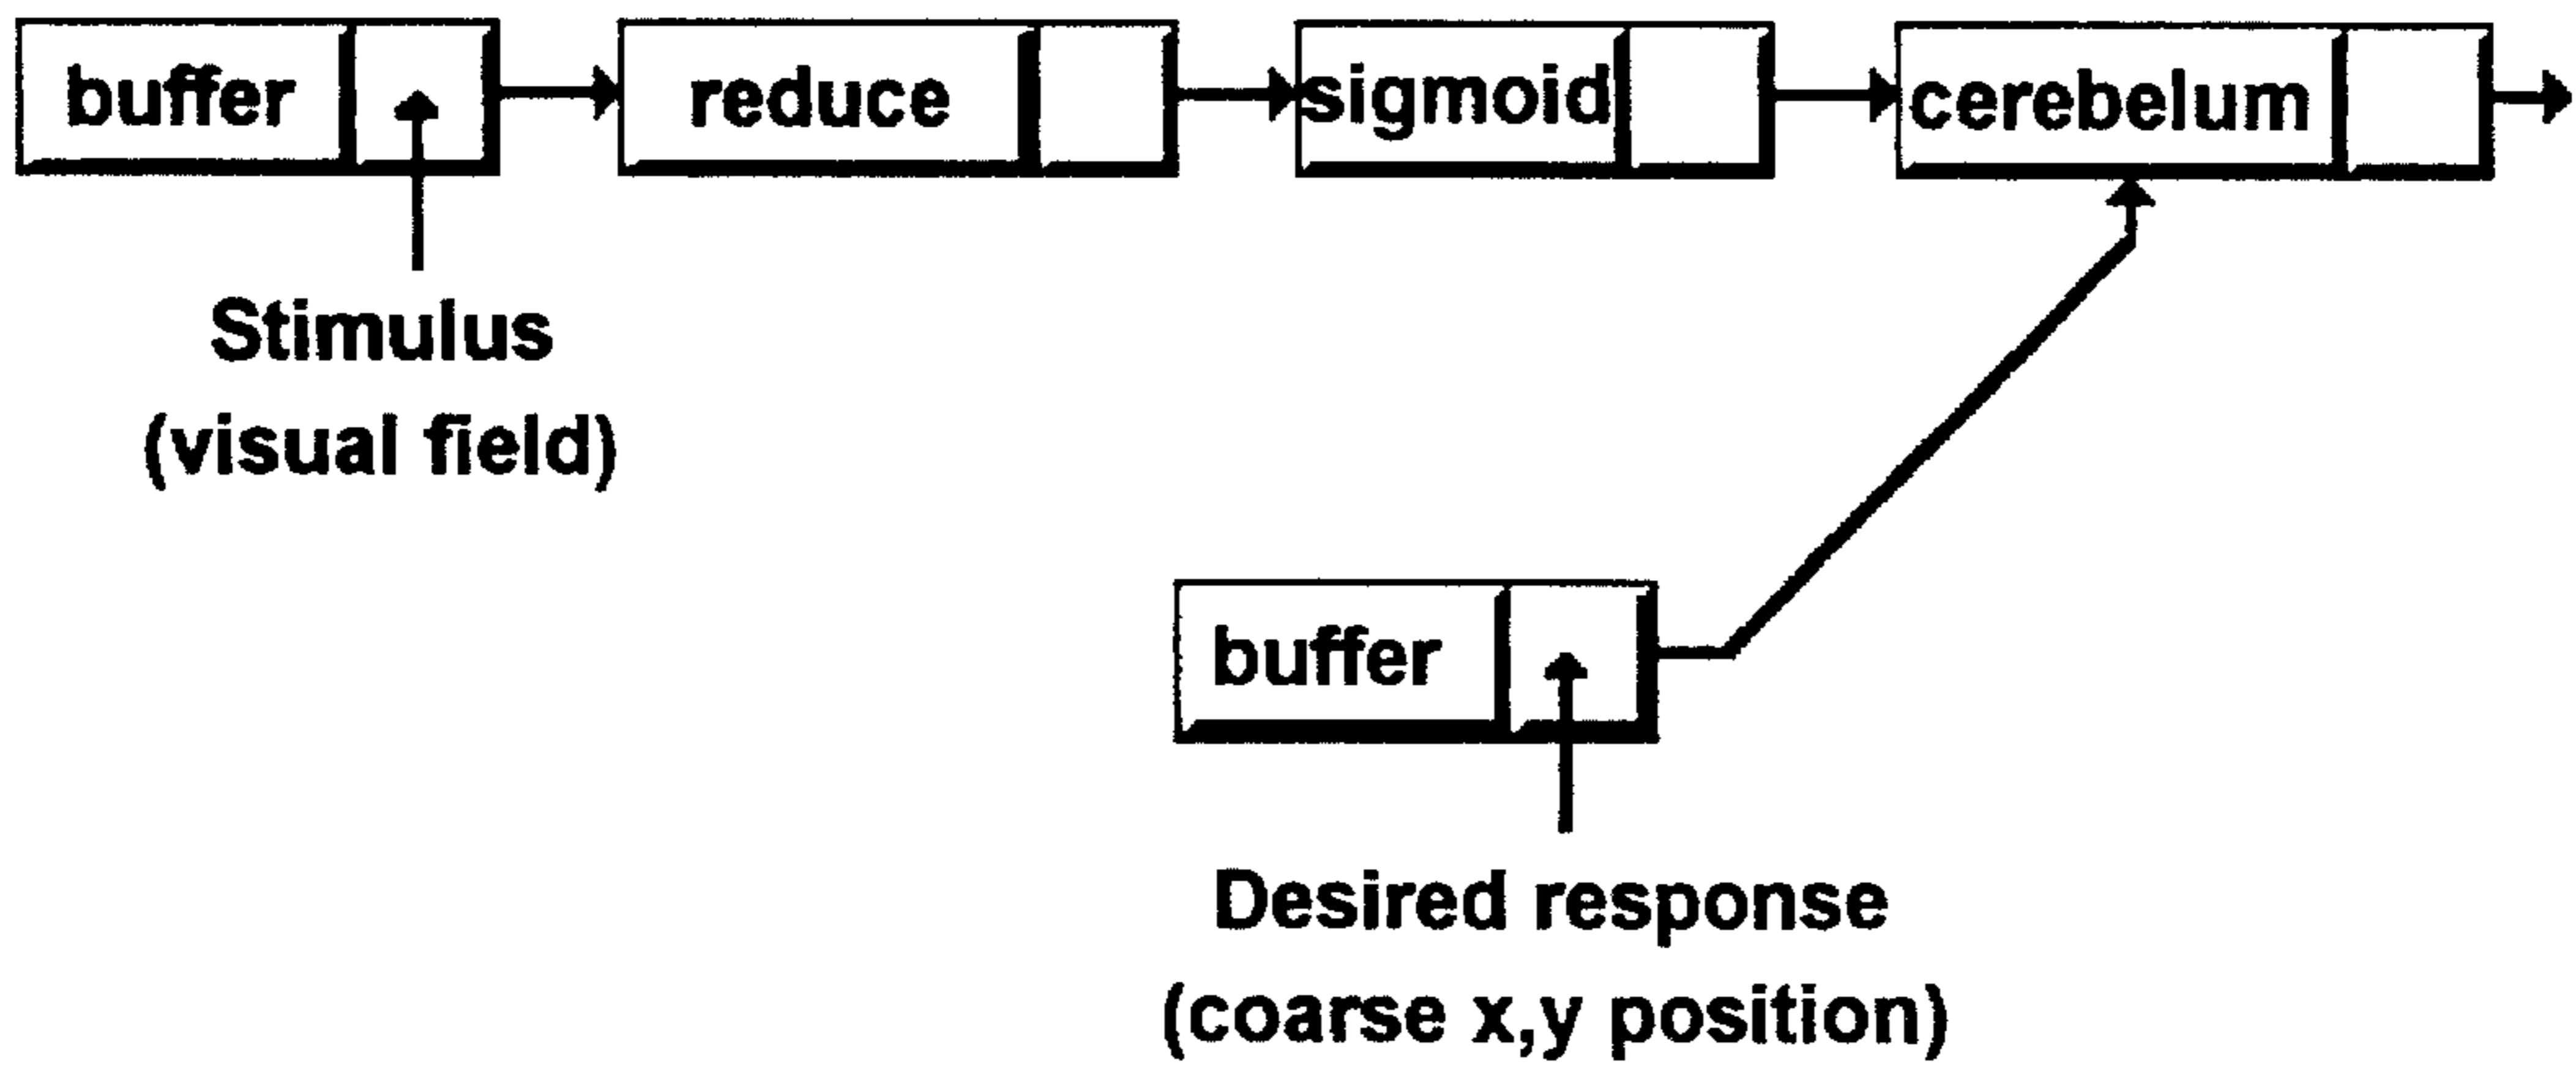 buffer
reduce
sigmoid
cerebelum
Stimulus
(visual field)
buffer
Desired response
(coarse x,y position)